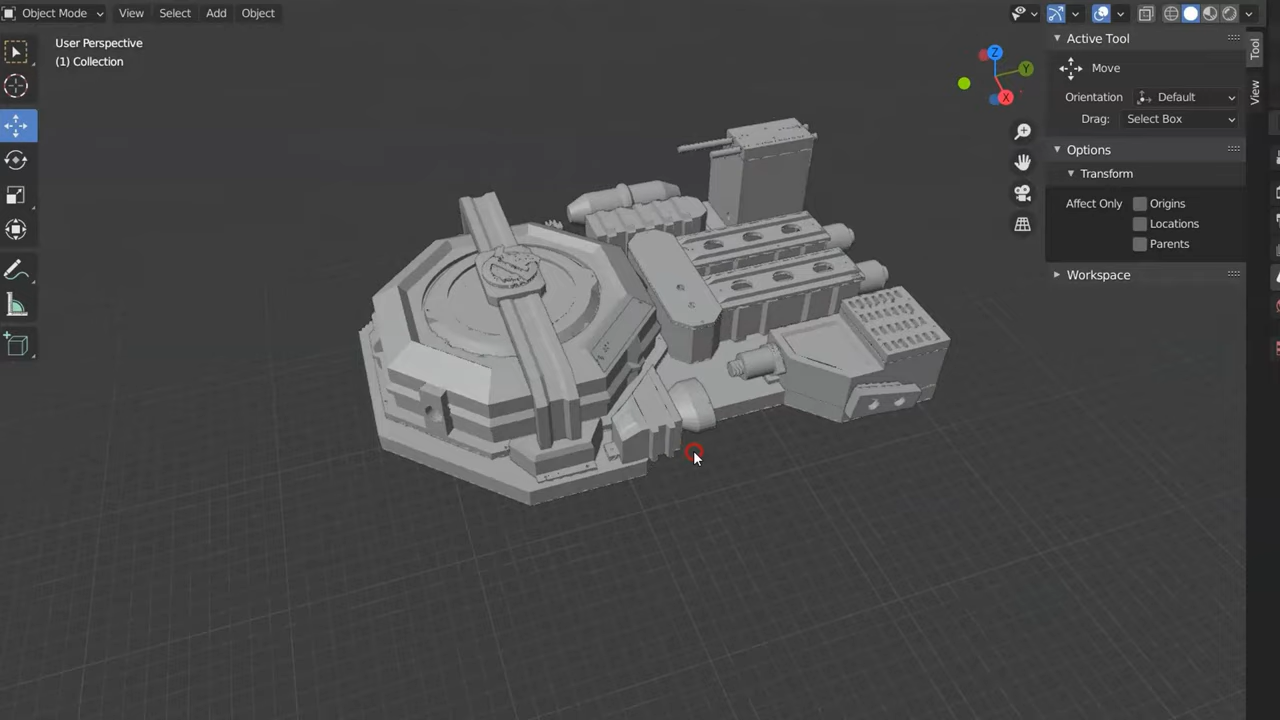 Object Mode View Select Add Object
User Perspective
(1) Collection
Z
Y
X
Active Tool
Move
Orientation Default
Drag: Select Box
Options
Transform
Affect Only Origins
Locations
Parents
Workspace
Tool
View